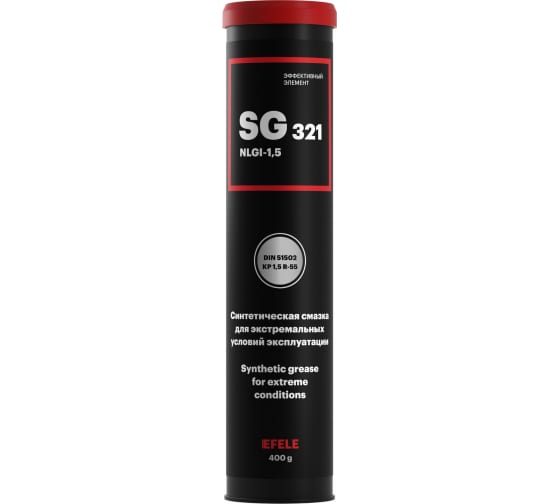 ЭФФЕКТИВНЫЙ
ЭЛЕМЕНТ
SG 321
NLGI-1,5
DIN 51502
KP 1,5 R-55
Синтетическая смазка
для экстремальных
условий эксплуатации
Synthetic grease
for extreme
conditions
EFELE
400 g